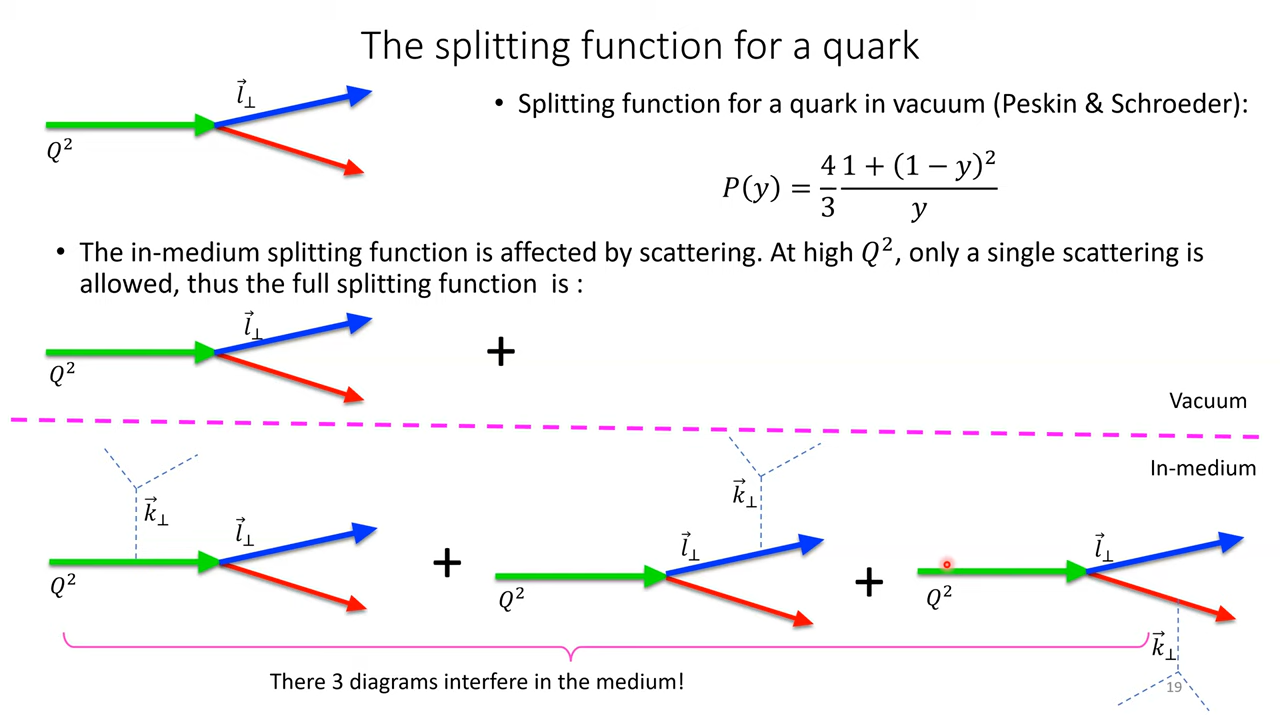 The splitting function for a quark
l⃗⊥
Q²
• Splitting function for a quark in vacuum (Peskin & Schroeder):
P(y) = 4/3 (1 + (1 − y)²)/y
• The in-medium splitting function is affected by scattering. At high Q², only a single scattering is
allowed, thus the full splitting function is :
l⃗⊥
Q²
+
Vacuum
In-medium
k⃗⊥
l⃗⊥
Q²
+
k⃗⊥
l⃗⊥
Q²
+
l⃗⊥
Q²
k⃗⊥
There 3 diagrams interfere in the medium!
19